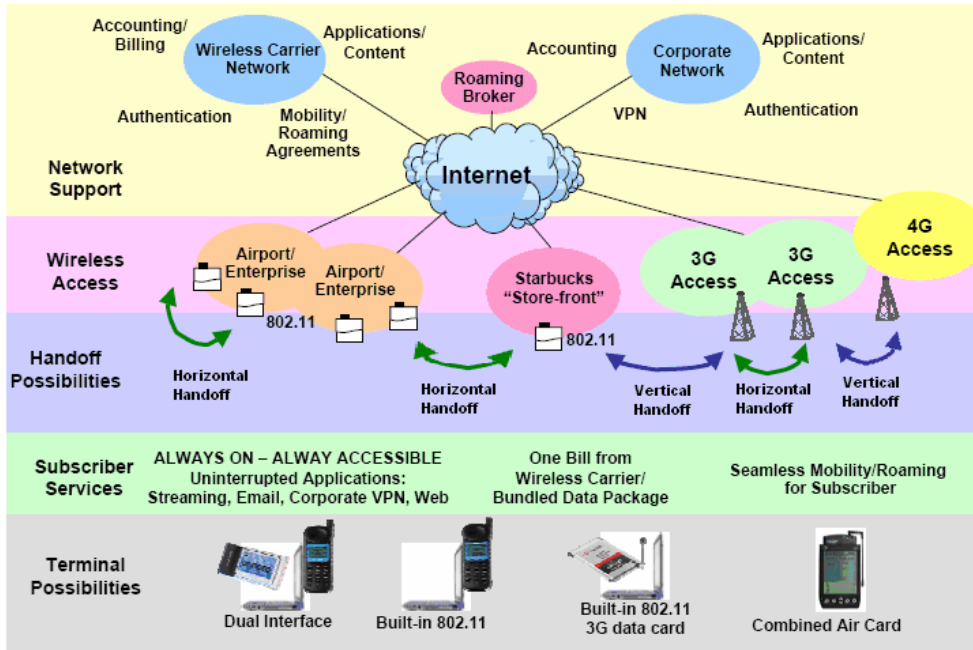 Accounting/
Billing
Wireless Carrier
Network
Applications/
Content
Accounting
Corporate
Network
Applications/
Content
Roaming
Broker
Authentication
Mobility/
Roaming
Agreements
VPN
Authentication
Network
Support
Internet
Wireless
Access
Airport/
Enterprise
Airport/
Enterprise
802.11
Starbucks
“Store-front”
802.11
3G
Access
3G
Access
4G
Access
Handoff
Possibilities
Horizontal
Handoff
Horizontal
Handoff
Vertical
Handoff
Horizontal
Handoff
Vertical
Handoff
Subscriber
Services
ALWAYS ON – ALWAY ACCESSIBLE
Uninterrupted Applications:
Streaming, Email, Corporate VPN, Web
One Bill from
Wireless Carrier/
Bundled Data Package
Seamless Mobility/Roaming
for Subscriber
Terminal
Possibilities
Dual Interface
Built-in 802.11
Built-in 802.11
3G data card
Combined Air Card